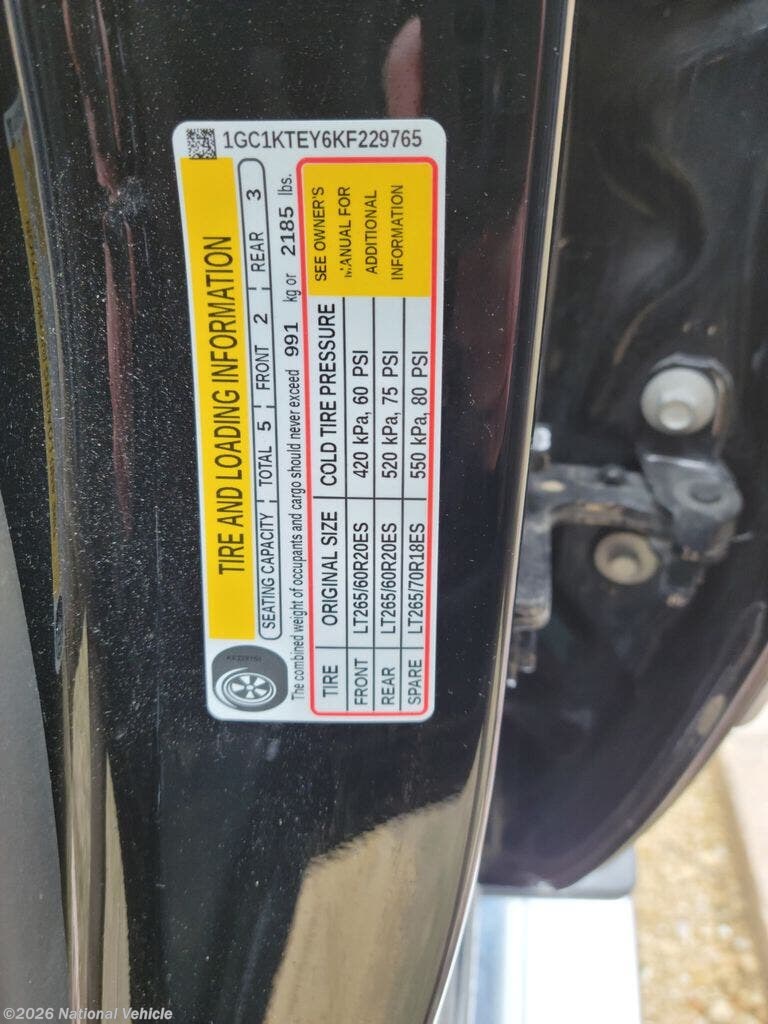 1GC1KTEY6KF229765
TIRE AND LOADING INFORMATION
SEATING CAPACITY TOTAL 5 FRONT 2 REAR 3
The combined weight of occupants and cargo should never exceed 991 kg or 2185 lbs.
TIRE ORIGINAL SIZE COLD TIRE PRESSURE
FRONT LT265/60R20ES 420 kPa, 60 PSI
REAR LT265/60R20ES 520 kPa, 75 PSI
SPARE LT265/70R18ES 550 kPa, 80 PSI
SEE OWNER'S
MANUAL FOR
ADDITIONAL
INFORMATION
©2026 National Vehicle